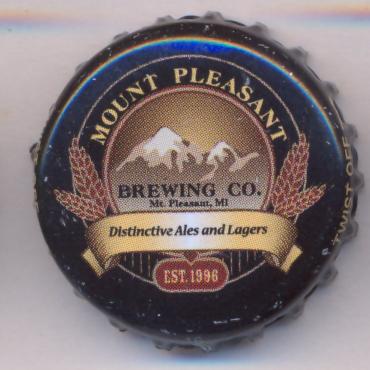 MOUNT PLEASANT
BREWING CO.
Mt. Pleasant, MI
Distinctive Ales and Lagers
EST. 1996
TWIST OFF